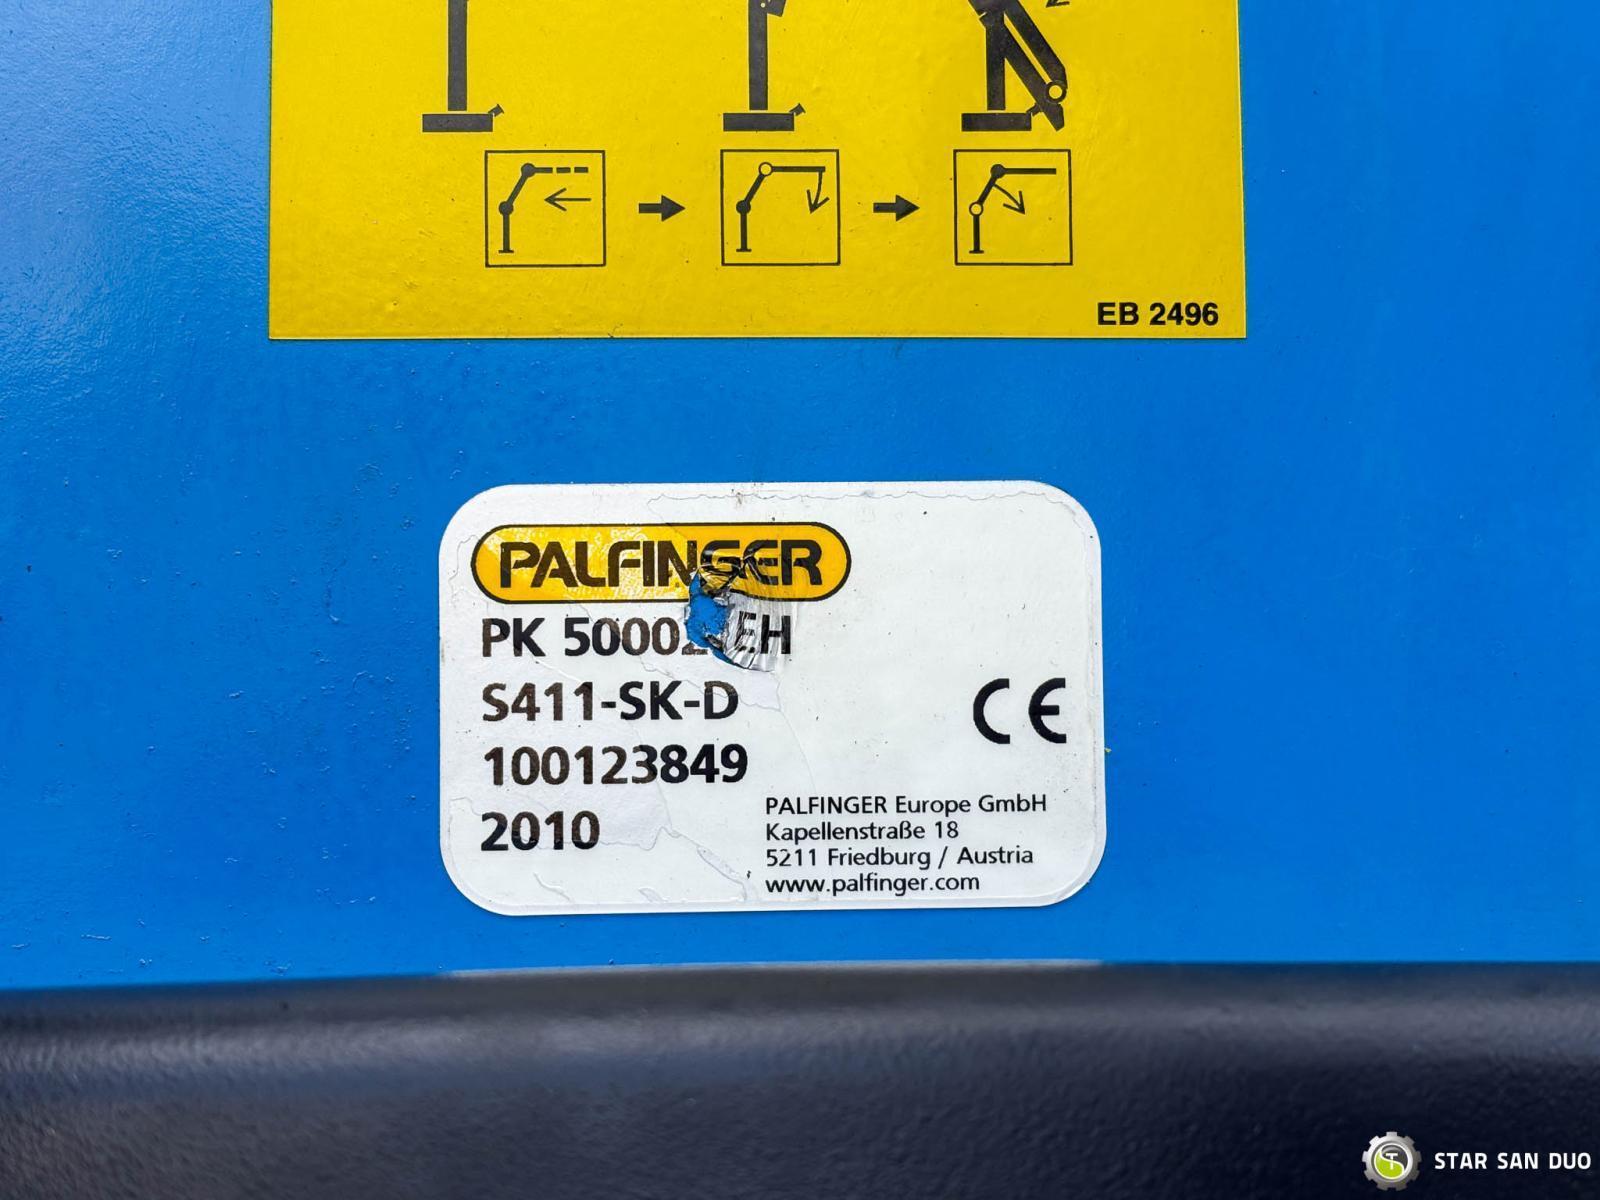 EB 2496
PALFINGER
PK 50002 EH
S411-SK-D
100123849
2010
CE
PALFINGER Europe GmbH
Kapellenstraße 18
5211 Friedburg / Austria
www.palfinger.com
STAR SAN DUO